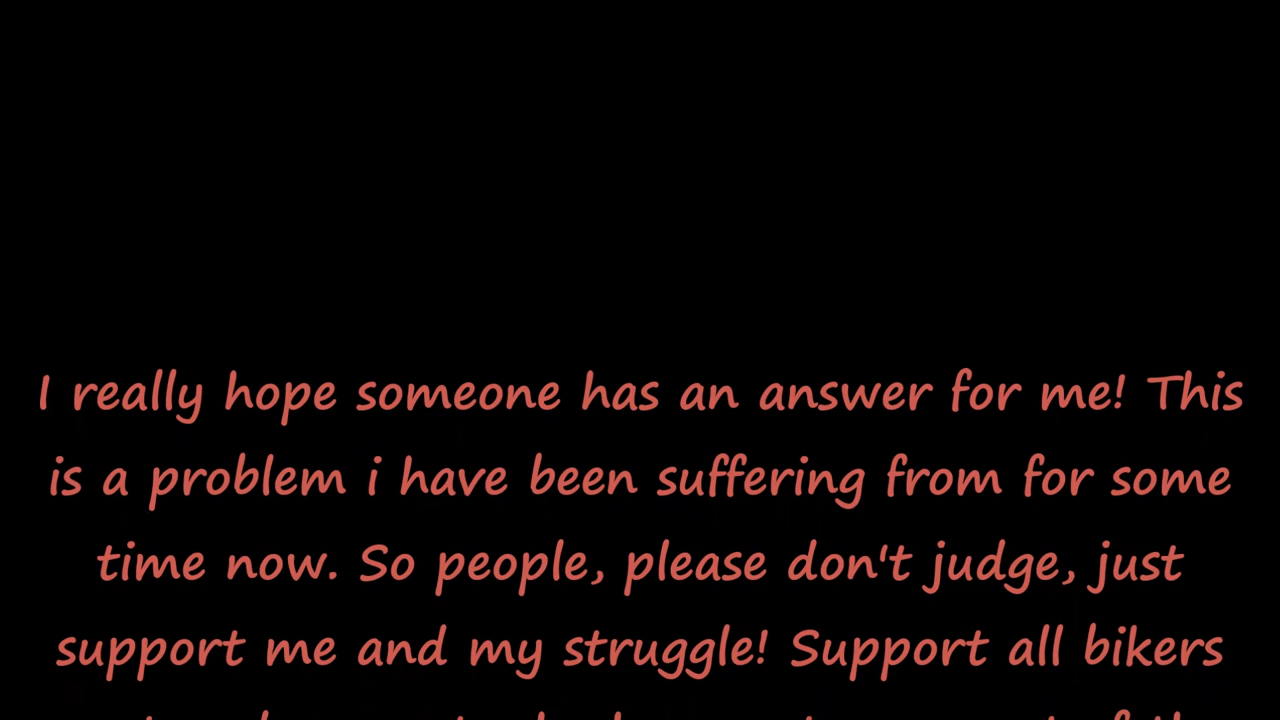 I really hope someone has an answer for me! This
is a problem i have been suffering from for some
time now. So people, please don't judge, just
support me and my struggle! Support all bikers